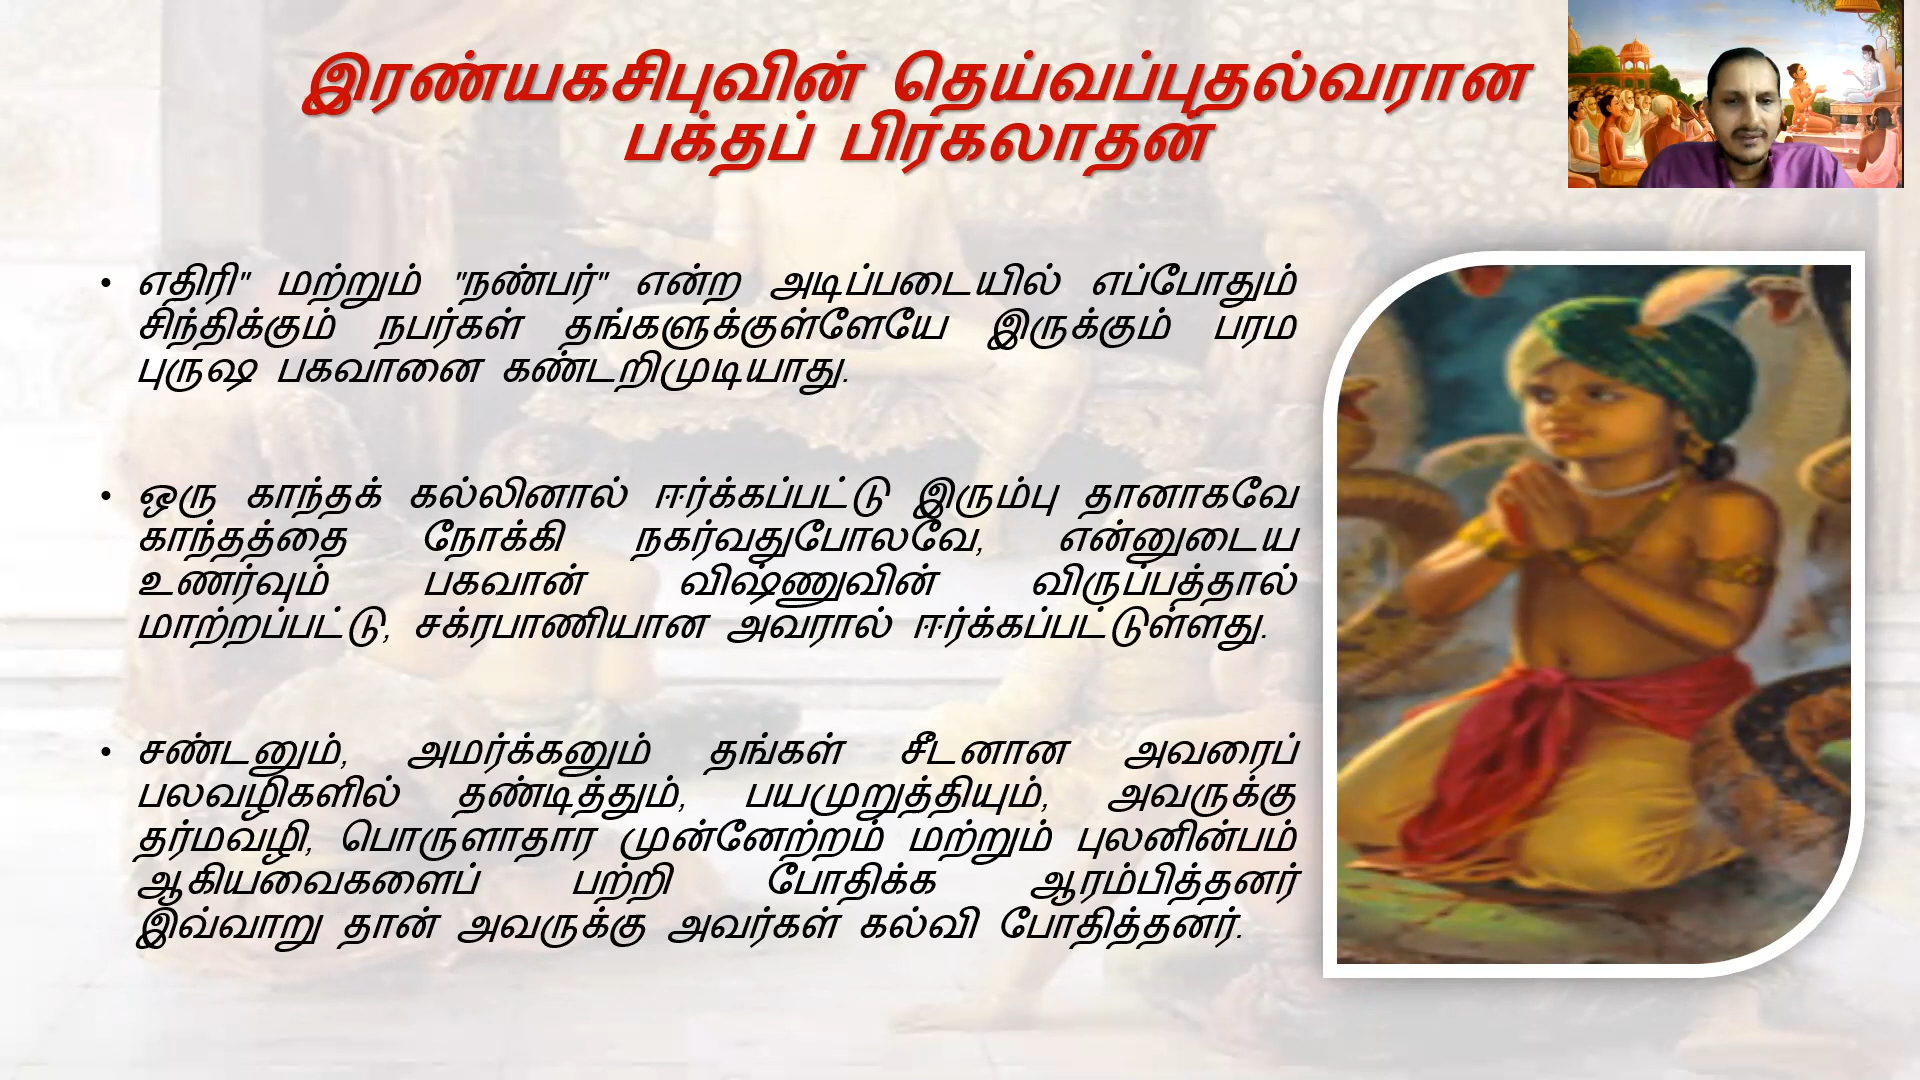 இரண்யகசிபுவின் தெய்வப்புதல்வரான
பக்தப் பிரகலாதன்
• எதிரி" மற்றும் "நண்பர்" என்ற அடிப்படையில் எப்போதும்
சிந்திக்கும் நபர்கள் தங்களுக்குள்ளேயே இருக்கும் பரம
புருஷ பகவானை கண்டறிமுடியாது.
• ஒரு காந்தக் கல்லினால் ஈர்க்கப்பட்டு இரும்பு தானாகவே
காந்தத்தை நோக்கி நகர்வதுபோலவே, என்னுடைய
உணர்வும் பகவான் விஷ்ணுவின் விருப்பத்தால்
மாற்றப்பட்டு, சக்ரபாணியான அவரால் ஈர்க்கப்பட்டுள்ளது.
• சண்டனும், அமர்க்கனும் தங்கள் சீடனான அவரைப்
பலவழிகளில் தண்டித்தும், பயமுறுத்தியும், அவருக்கு
தர்மவழி, பொருளாதார முன்னேற்றம் மற்றும் புலனின்பம்
ஆகியவைகளைப் பற்றி போதிக்க ஆரம்பித்தனர்
இவ்வாறு தான் அவருக்கு அவர்கள் கல்வி போதித்தனர்.